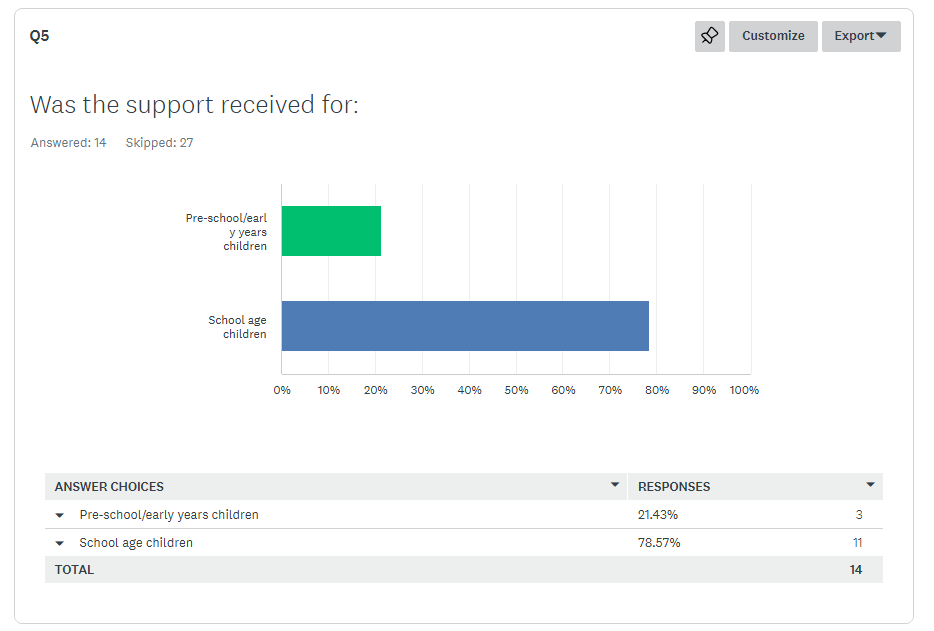 Q5
Customize
Export
Was the support received for:
Answered: 14 Skipped: 27
Pre-school/earl
y years
children
School age
children
0% 10% 20% 30% 40% 50% 60% 70% 80% 90% 100%
ANSWER CHOICES RESPONSES
Pre-school/early years children 21.43% 3
School age children 78.57% 11
TOTAL 14